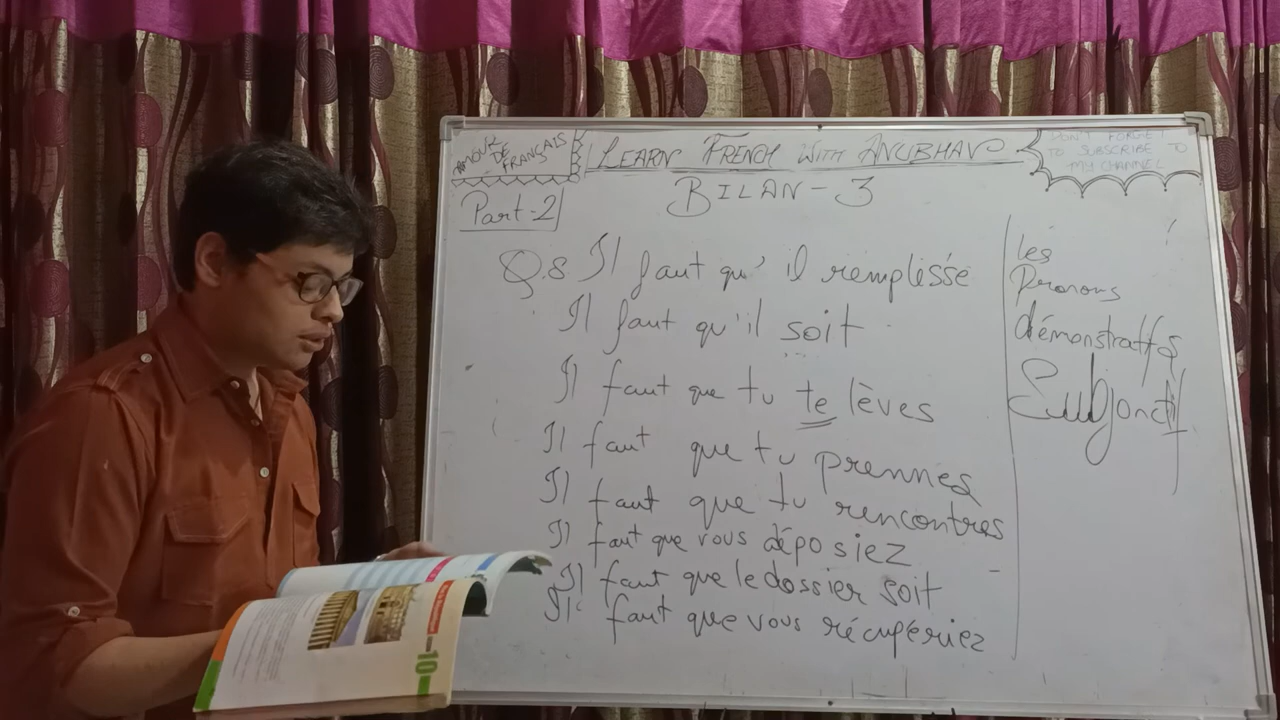 AMOUR
DE
FRANÇAIS
LEARN FRENCH WITH ANUBHAV
DON'T FORGET
TO SUBSCRIBE TO
MY CHANNEL
BILAN - 3
Part-2
Q.8 Il faut qu'il remplisse
Il faut qu'il soit
Il faut que tu te lèves
Il faut que tu prennes
Il faut que tu rencontres
Il faut que vous déposiez
Il faut que le dossier soit
Il faut que vous récupériez
les
Pronoms
démonstratifs
Subjonctif
10